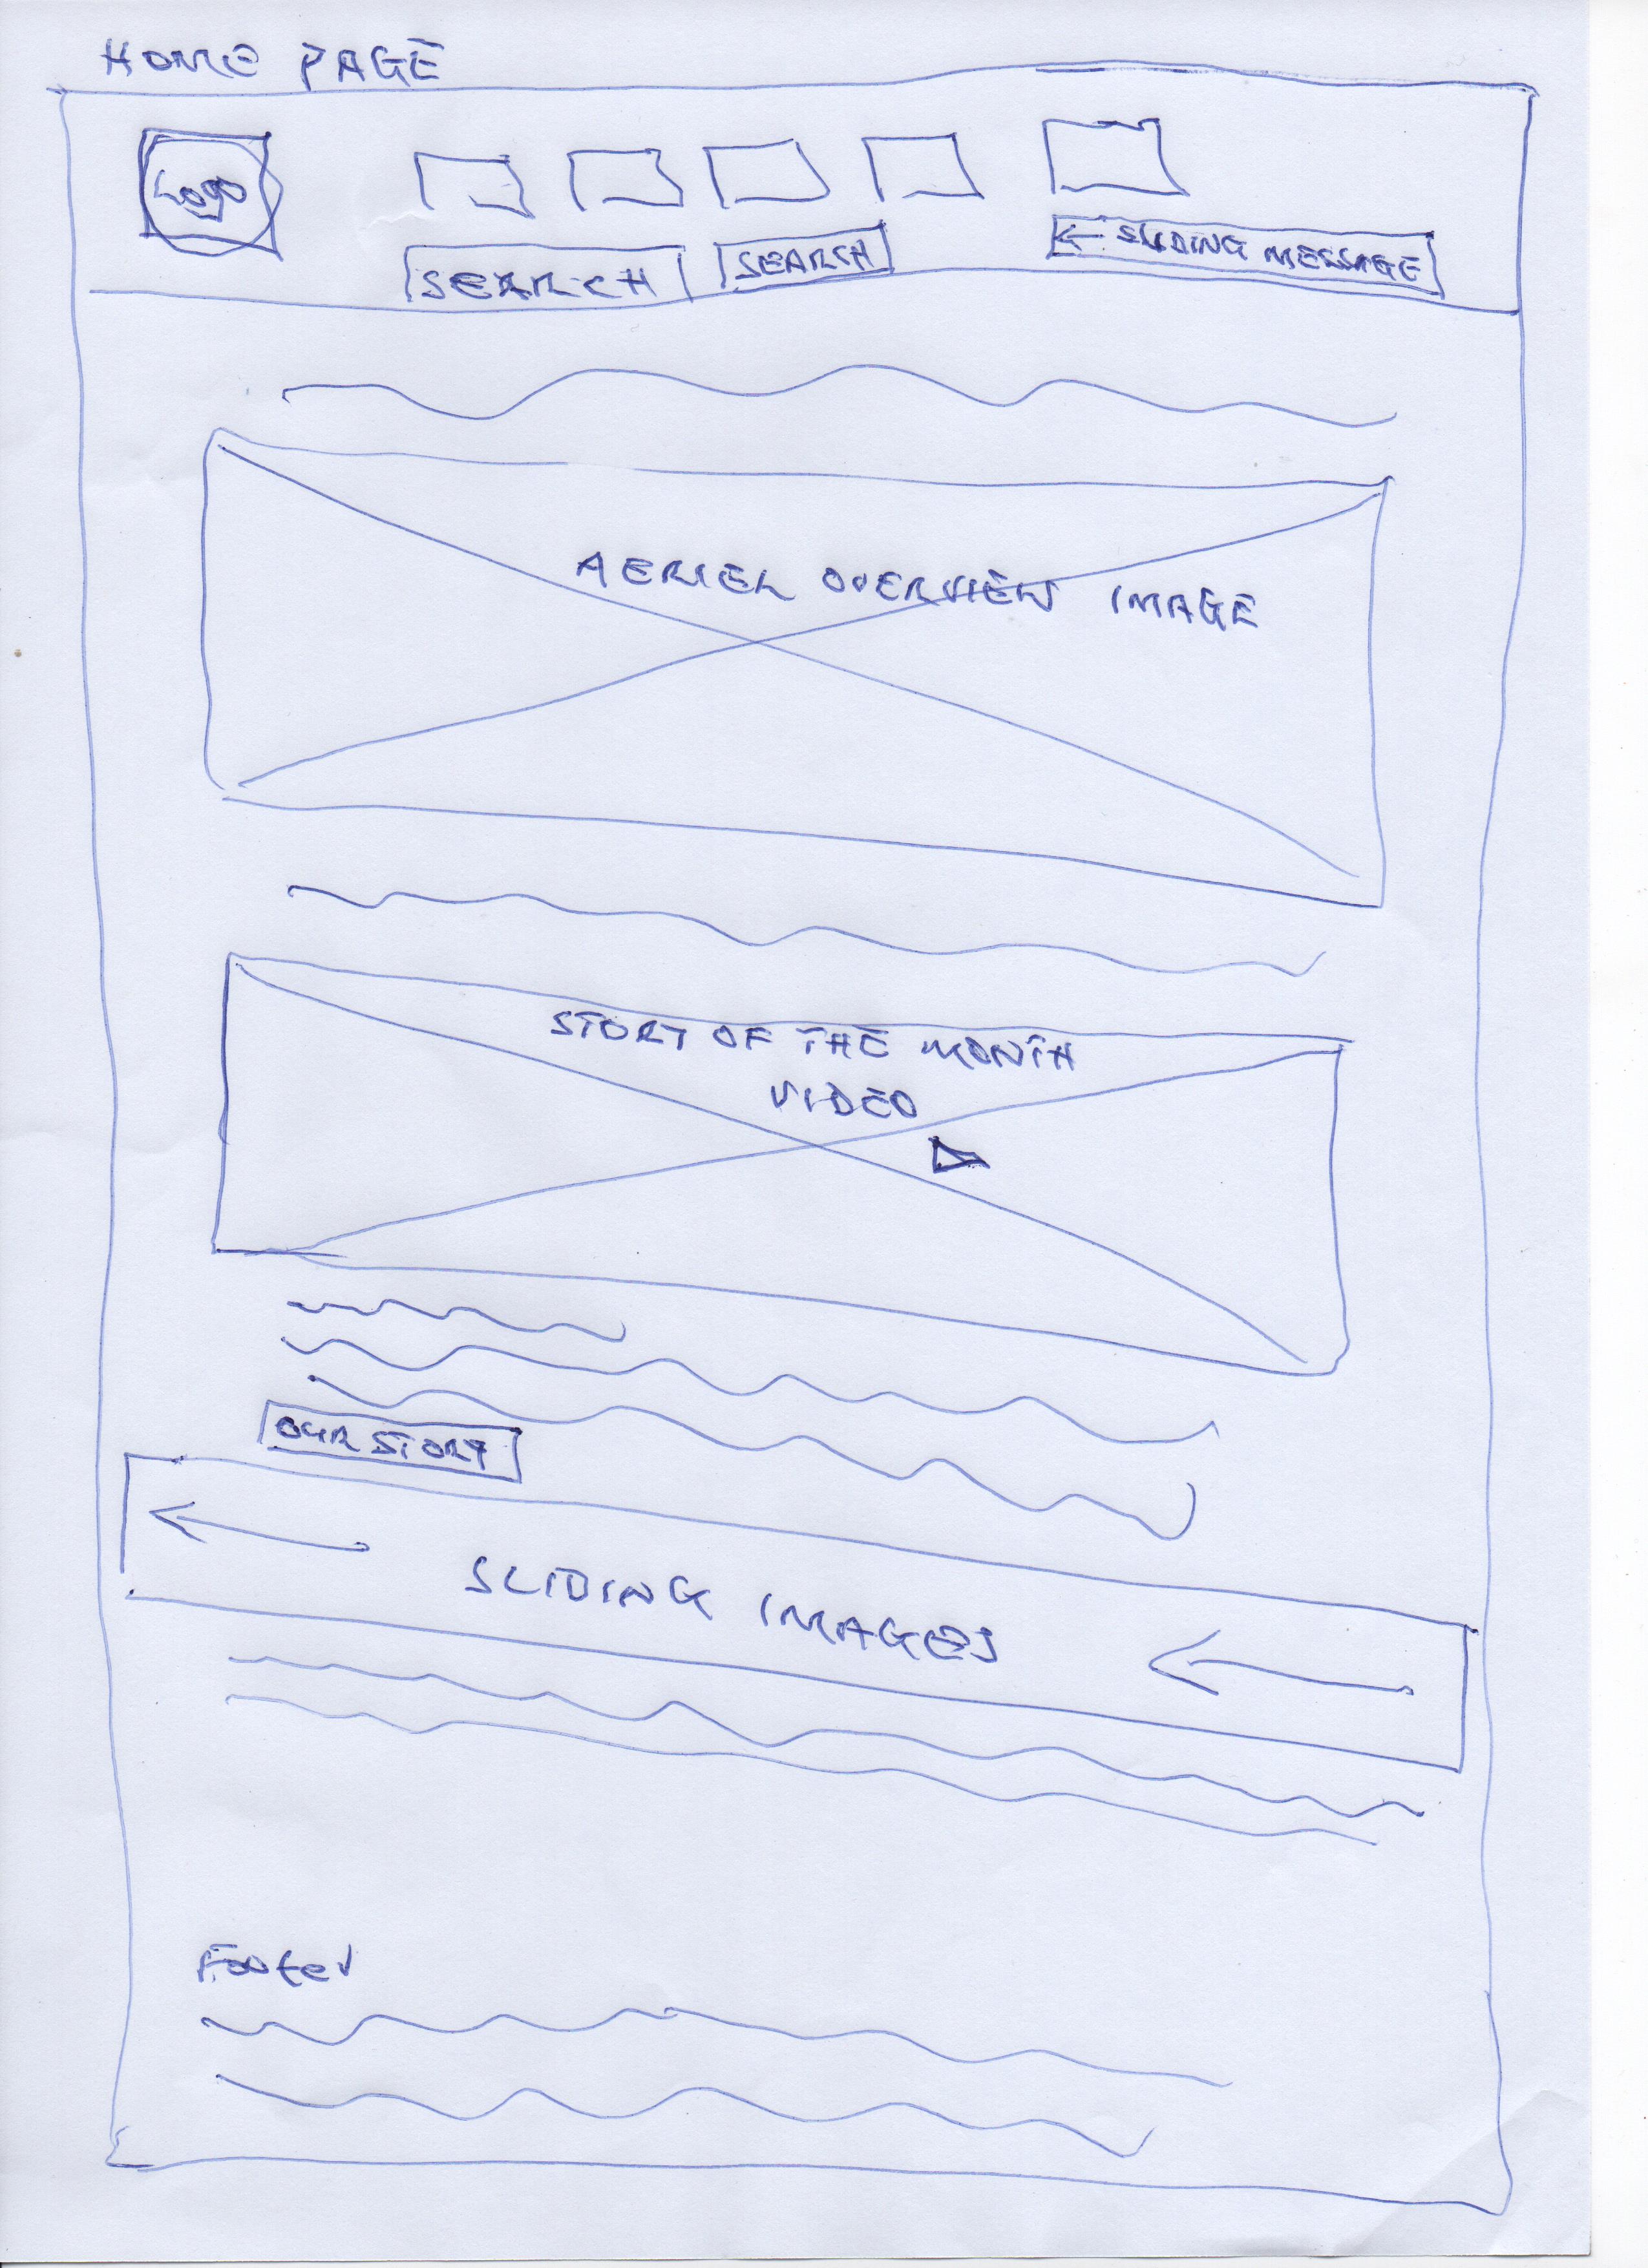 HOME PAGE
Logo
SEARCH
SEARCH
← SLIDING MESSAGE
AERIEL OVERVIEW IMAGE
STORY OF THE MONTH
VIDEO
OUR STORY
SLIDING IMAGES
Footer